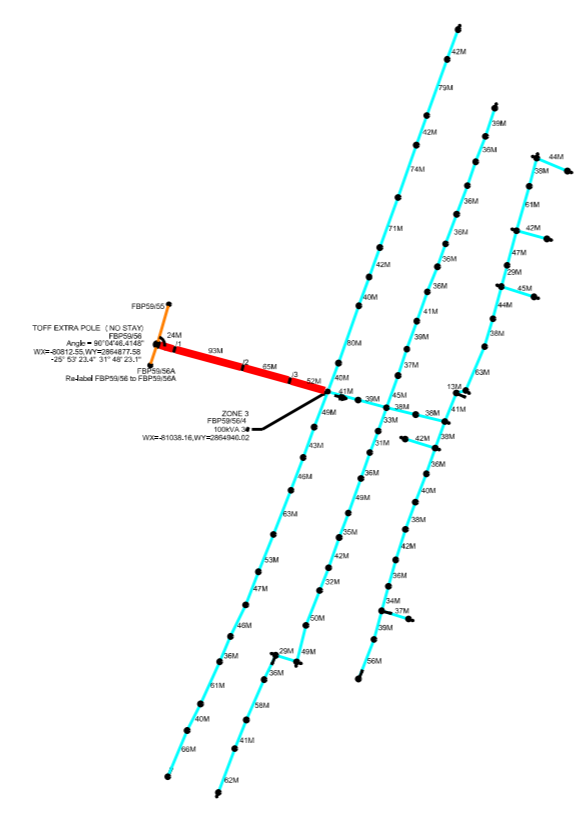 42M
79M
42M
74M
71M
42M
40M
80M
40M
39M
36M
36M
36M
36M
36M
41M
39M
37M
45M
44M
38M
61M
42M
47M
29M
45M
44M
38M
63M
13M
41M
FBP59/55
TOFF EXTRA POLE (NO STAY)
FBP59/56
Angle = 96°04'46.4148"
WX=-80812.55,WY=2864877.58
-25° 53' 23.4" 31° 48' 23.1"
FBP59/56A
Re-label FBP59/56 to FBP59/56A
24M
/1
93M
/2
65M
/3
52M
41M
39M
38M
38M
ZONE 3
FBP59/56/4
WX=-81038.16,WY=2864946.02
49M
43M
46M
63M
53M
47M
46M
36M
61M
40M
66M
33M
31M
36M
49M
35M
42M
32M
50M
49M
29M
36M
58M
41M
62M
38M
42M
36M
40M
38M
42M
36M
34M
37M
39M
56M